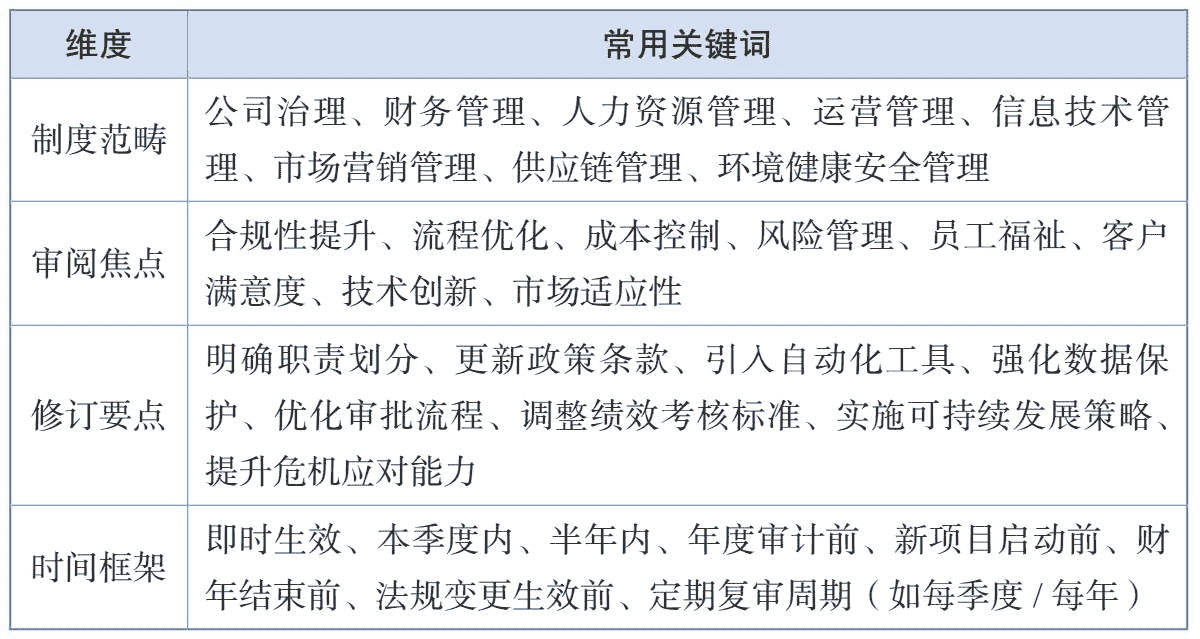 维度
常用关键词
制度范畴
公司治理、财务管理、人力资源管理、运营管理、信息技术管
理、市场营销管理、供应链管理、环境健康安全管理
审阅焦点
合规性提升、流程优化、成本控制、风险管理、员工福祉、客户
满意度、技术创新、市场适应性
修订要点
明确职责划分、更新政策条款、引入自动化工具、强化数据保
护、优化审批流程、调整绩效考核标准、实施可持续发展策略、
提升危机应对能力
时间框架
即时生效、本季度内、半年内、年度审计前、新项目启动前、财
年结束前、法规变更生效前、定期复审周期（如每季度/每年）